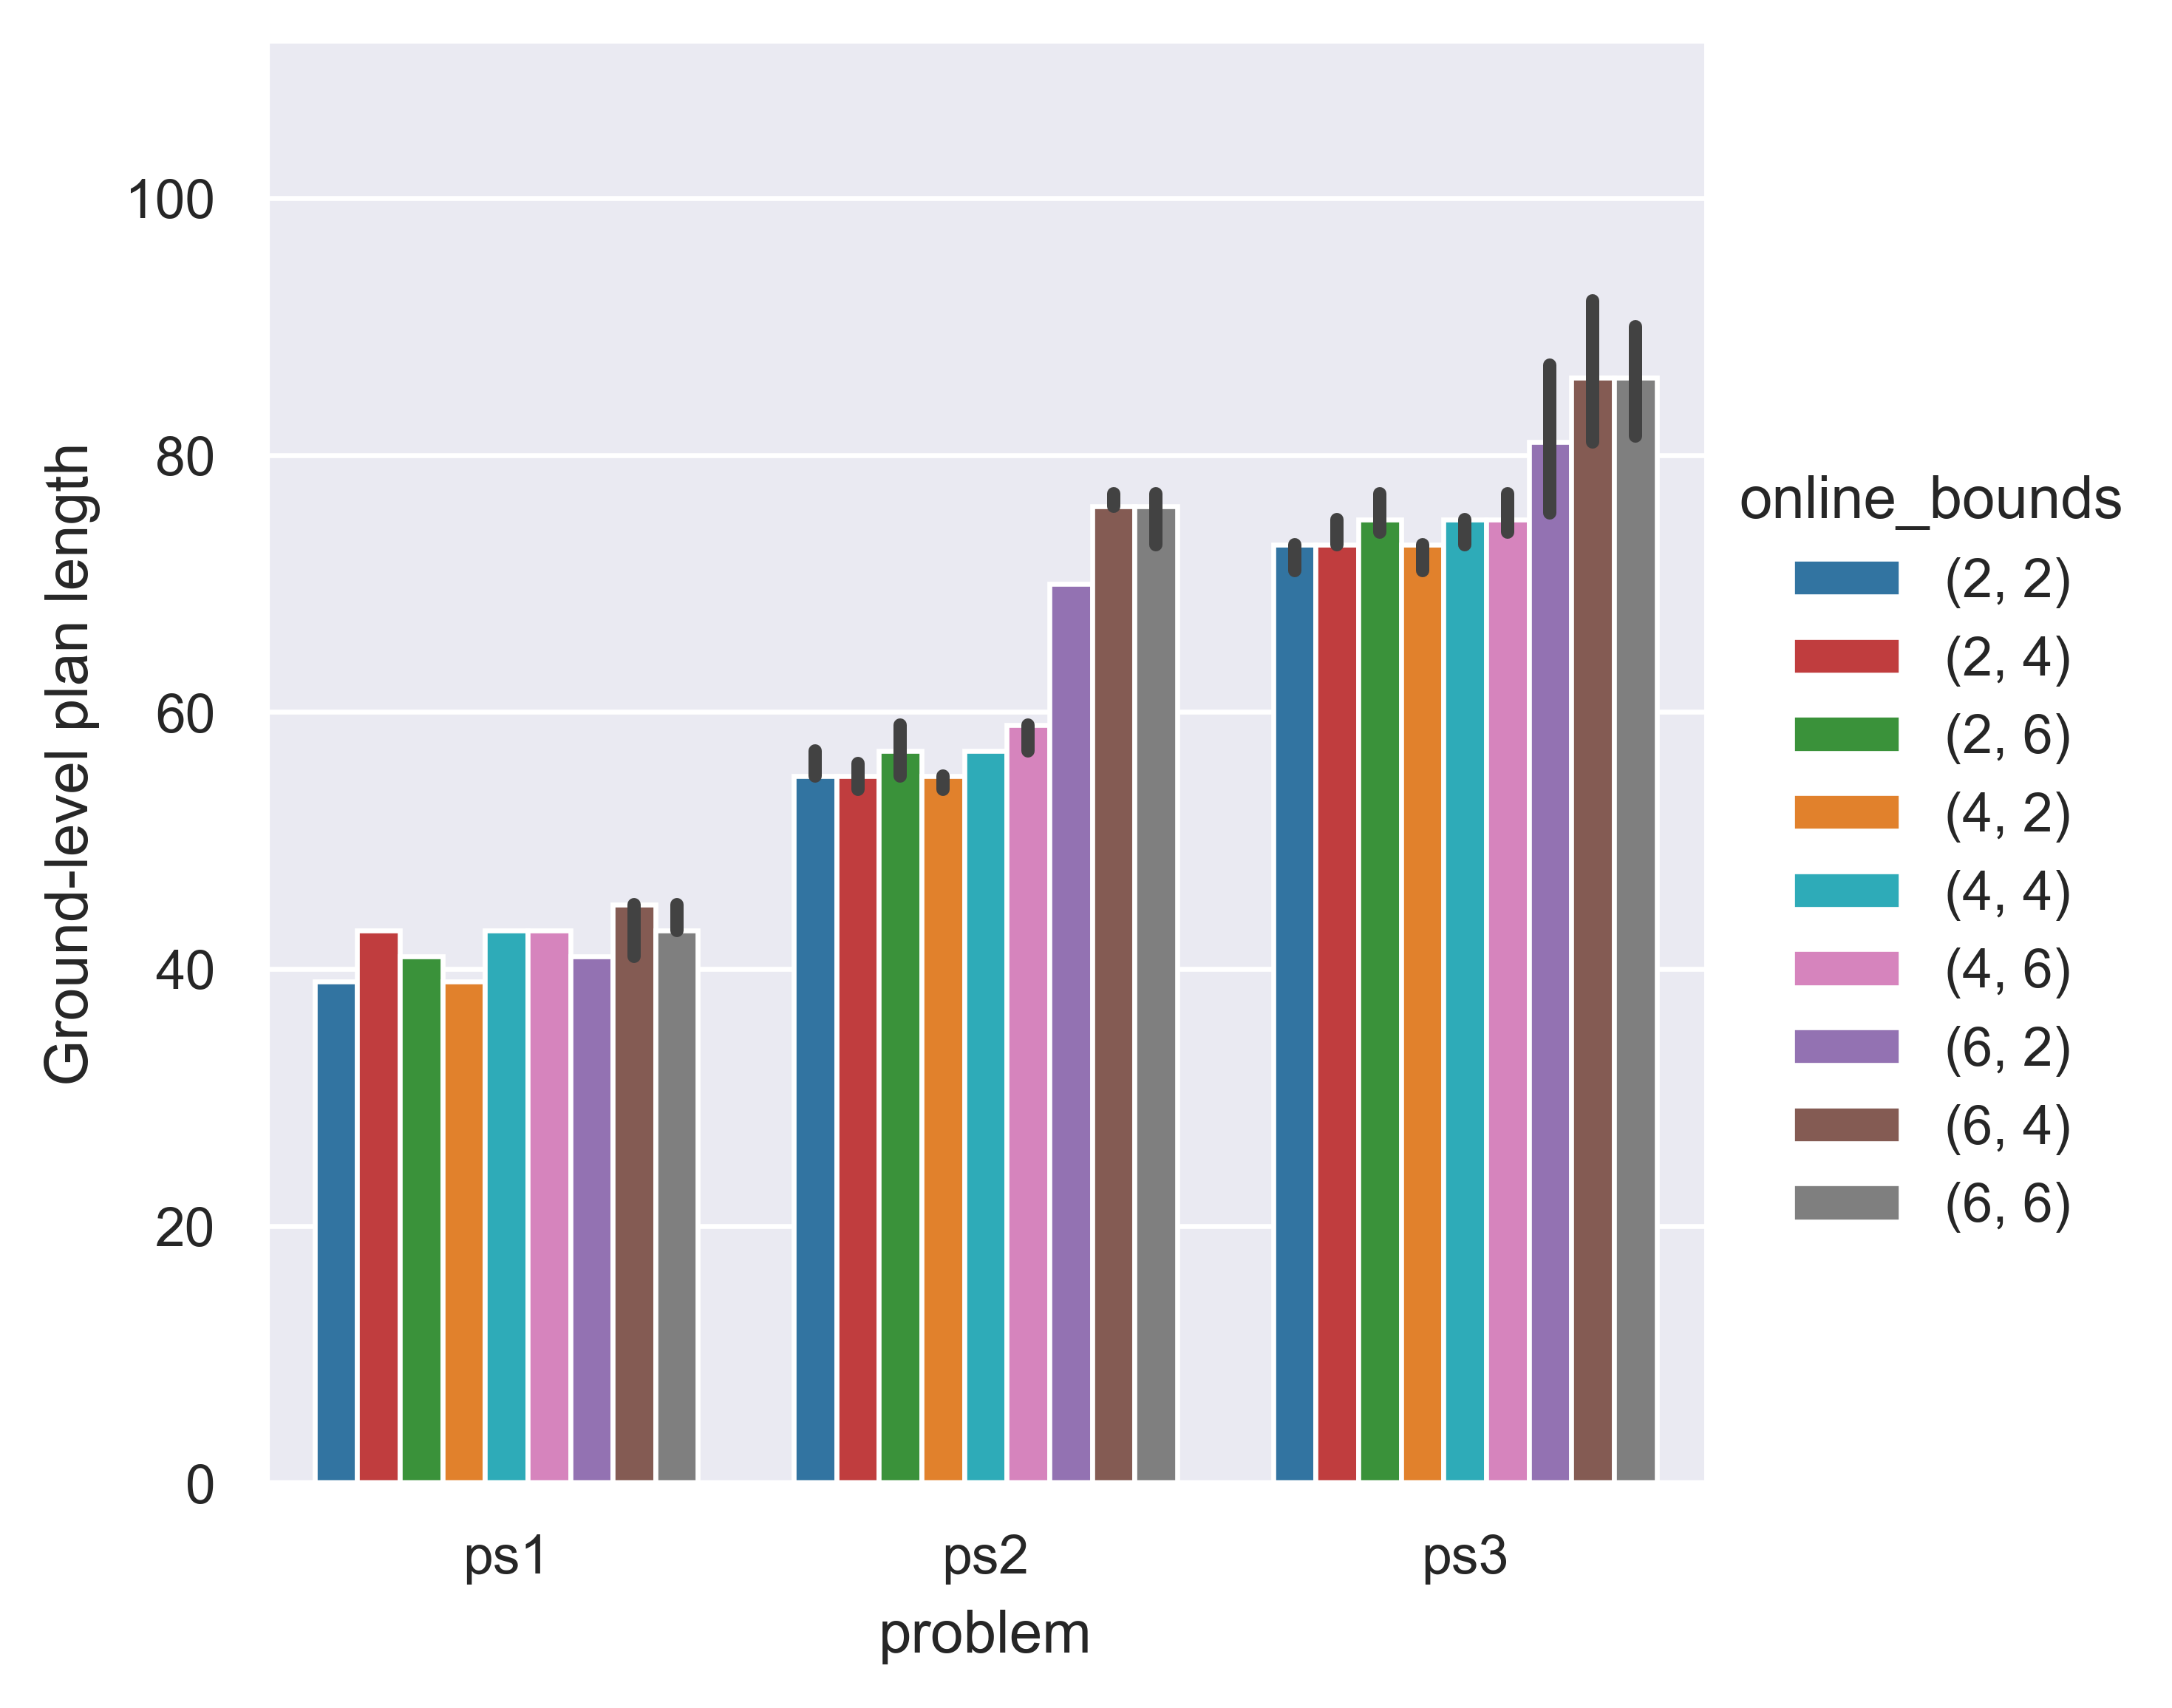 Ground-level plan length
100
80
60
40
20
0
ps1
ps2
ps3
problem
online_bounds
(2, 2)
(2, 4)
(2, 6)
(4, 2)
(4, 4)
(4, 6)
(6, 2)
(6, 4)
(6, 6)